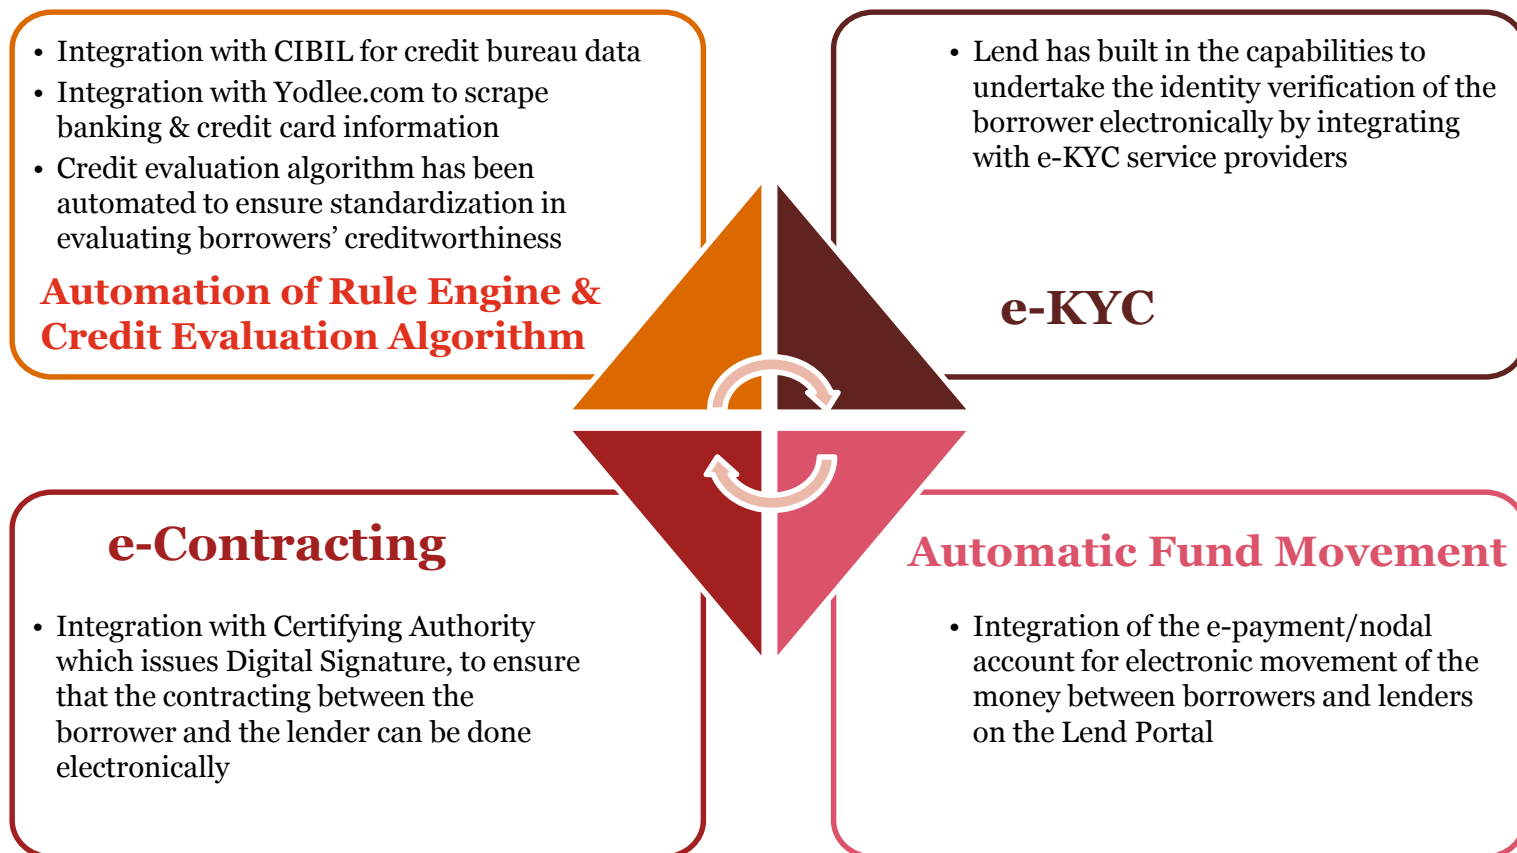 • Integration with CIBIL for credit bureau data
• Integration with Yodlee.com to scrape
banking & credit card information
• Credit evaluation algorithm has been
automated to ensure standardization in
evaluating borrowers’ creditworthiness
Automation of Rule Engine &
Credit Evaluation Algorithm
• Lend has built in the capabilities to
undertake the identity verification of the
borrower electronically by integrating
with e-KYC service providers
e-KYC
e-Contracting
• Integration with Certifying Authority
which issues Digital Signature, to ensure
that the contracting between the
borrower and the lender can be done
electronically
Automatic Fund Movement
• Integration of the e-payment/nodal
account for electronic movement of the
money between borrowers and lenders
on the Lend Portal